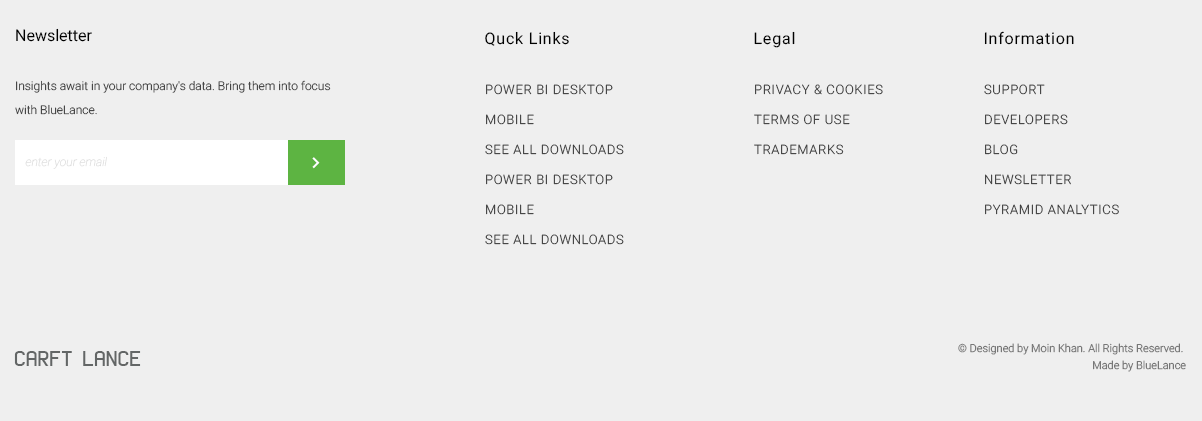 Newsletter
Insights await in your company's data. Bring them into focus
with BlueLance.
enter your email
Quck Links
POWER BI DESKTOP
MOBILE
SEE ALL DOWNLOADS
POWER BI DESKTOP
MOBILE
SEE ALL DOWNLOADS
Legal
PRIVACY & COOKIES
TERMS OF USE
TRADEMARKS
Information
SUPPORT
DEVELOPERS
BLOG
NEWSLETTER
PYRAMID ANALYTICS
CARFT LANCE
© Designed by Moin Khan. All Rights Reserved.
Made by BlueLance